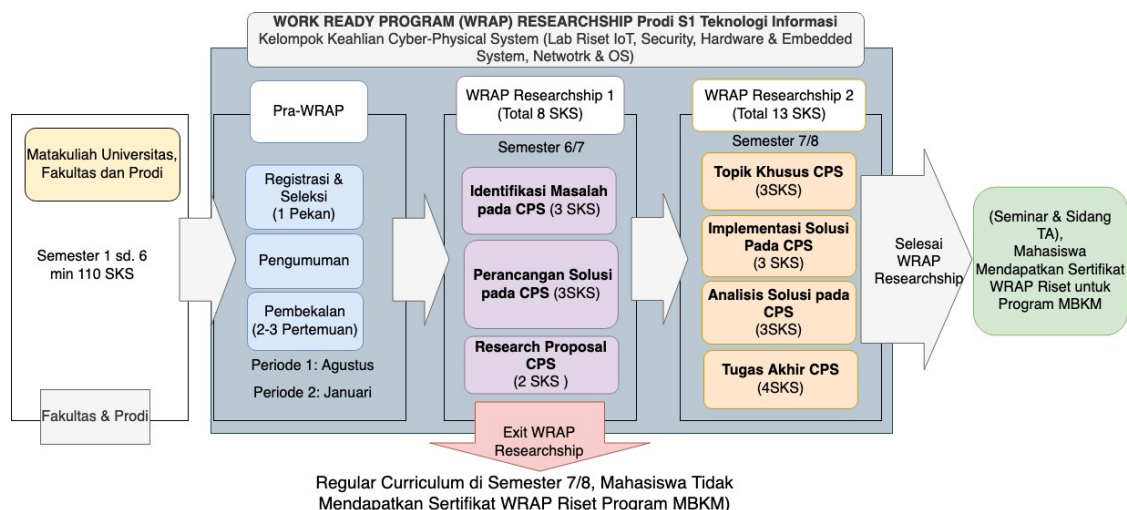 WORK READY PROGRAM (WRAP) RESEARCHSHIP Prodi S1 Teknologi Informasi
Kelompok Keahlian Cyber-Physical System (Lab Riset IoT, Security, Hardware & Embedded
System, Netwotrk & OS)
Matakuliah Universitas,
Fakultas dan Prodi
Semester 1 sd. 6
min 110 SKS
Fakultas & Prodi
Pra-WRAP
Registrasi &
Seleksi
(1 Pekan)
Pengumuman
Pembekalan
(2-3 Pertemuan)
Periode 1: Agustus
Periode 2: Januari
WRAP Researchship 1
(Total 8 SKS)
Semester 6/7
Identifikasi Masalah
pada CPS (3 SKS)
Perancangan Solusi
pada CPS (3SKS)
Research Proposal
CPS
(2 SKS )
Exit WRAP
Researchship
WRAP Researchship 2
(Total 13 SKS)
Semester 7/8
Topik Khusus CPS
(3SKS)
Implementasi Solusi
Pada CPS
(3 SKS)
Analisis Solusi pada
CPS
(3SKS)
Tugas Akhir CPS
(4SKS)
Selesai
WRAP
Researchship
(Seminar & Sidang
TA),
Mahasiswa
Mendapatkan Sertifikat
WRAP Riset untuk
Program MBKM
Regular Curriculum di Semester 7/8, Mahasiswa Tidak
Mendapatkan Sertifikat WRAP Riset Program MBKM)